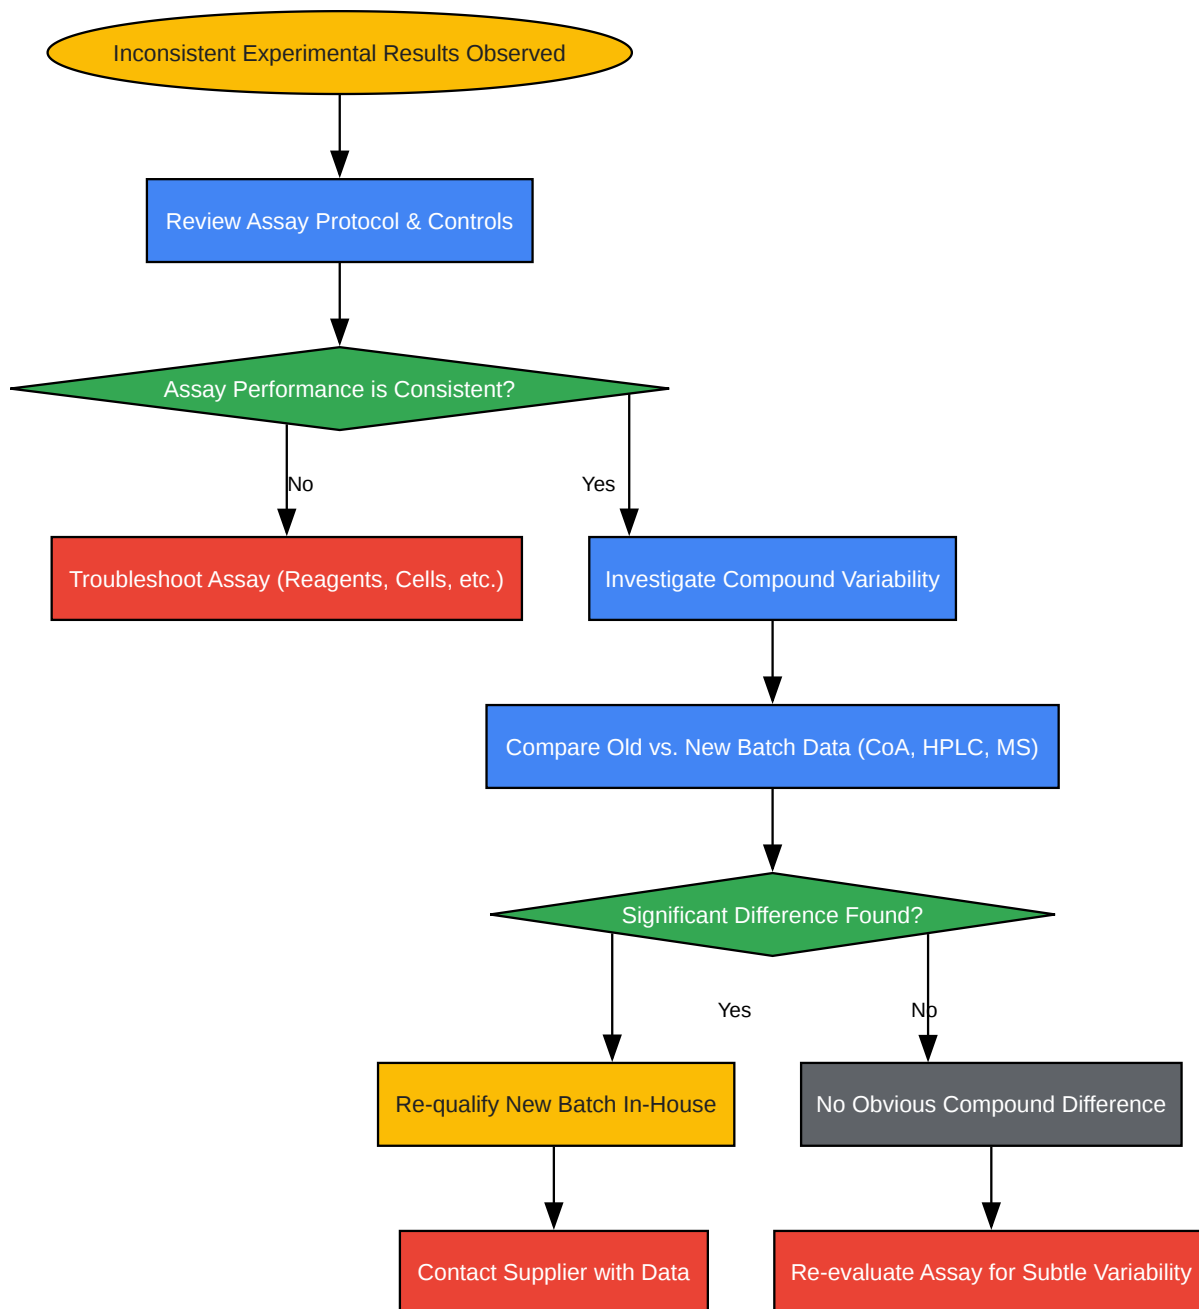 Inconsistent Experimental Results Observed
Review Assay Protocol & Controls
Assay Performance is Consistent?
No
Yes
Troubleshoot Assay (Reagents, Cells, etc.)
Investigate Compound Variability
Compare Old vs. New Batch Data (CoA, HPLC, MS)
Significant Difference Found?
Yes
No
Re-qualify New Batch In-House
No Obvious Compound Difference
Contact Supplier with Data
Re-evaluate Assay for Subtle Variability